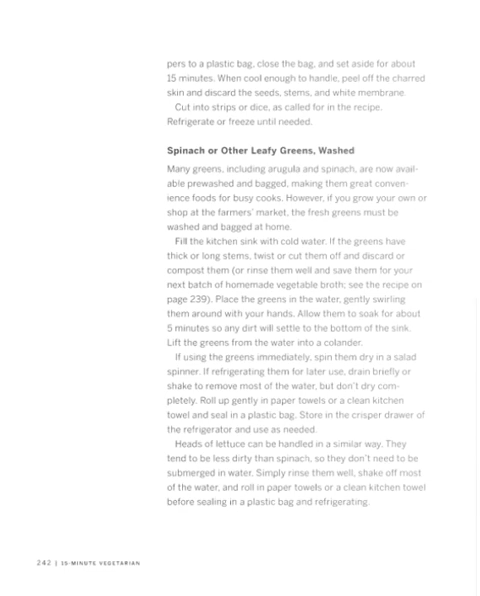 pers to a plastic bag, close the bag, and set aside for about
15 minutes. When cool enough to handle, peel off the charred
skin and discard the seeds, stems, and white membrane.
Cut into strips or dice, as called for in the recipe.
Refrigerate or freeze until needed.
Spinach or Other Leafy Greens, Washed
Many greens, including arugula and spinach, are now avail-
able prewashed and bagged, making them great conven-
ience foods for busy cooks. However, if you grow your own or
shop at the farmers' market, the fresh greens must be
washed and bagged at home.
Fill the kitchen sink with cold water. If the greens have
thick or long stems, twist or cut them off and discard or
compost them (or rinse them well and save them for your
next batch of homemade vegetable broth; see the recipe on
page 239). Place the greens in the water, gently swirling
them around with your hands. Allow them to soak for about
5 minutes so any dirt will settle to the bottom of the sink.
Lift the greens from the water into a colander.
If using the greens immediately, spin them dry in a salad
spinner. If refrigerating them for later use, drain briefly or
shake to remove most of the water, but don't dry com-
pletely. Roll up gently in paper towels or a clean kitchen
towel and seal in a plastic bag. Store in the crisper drawer of
the refrigerator and use as needed.
Heads of lettuce can be handled in a similar way. They
tend to be less dirty than spinach, so they don't need to be
submerged in water. Simply rinse them well, shake off most
of the water, and roll in paper towels or a clean kitchen towel
before sealing in a plastic bag and refrigerating.
242 | 15-MINUTE VEGETARIAN